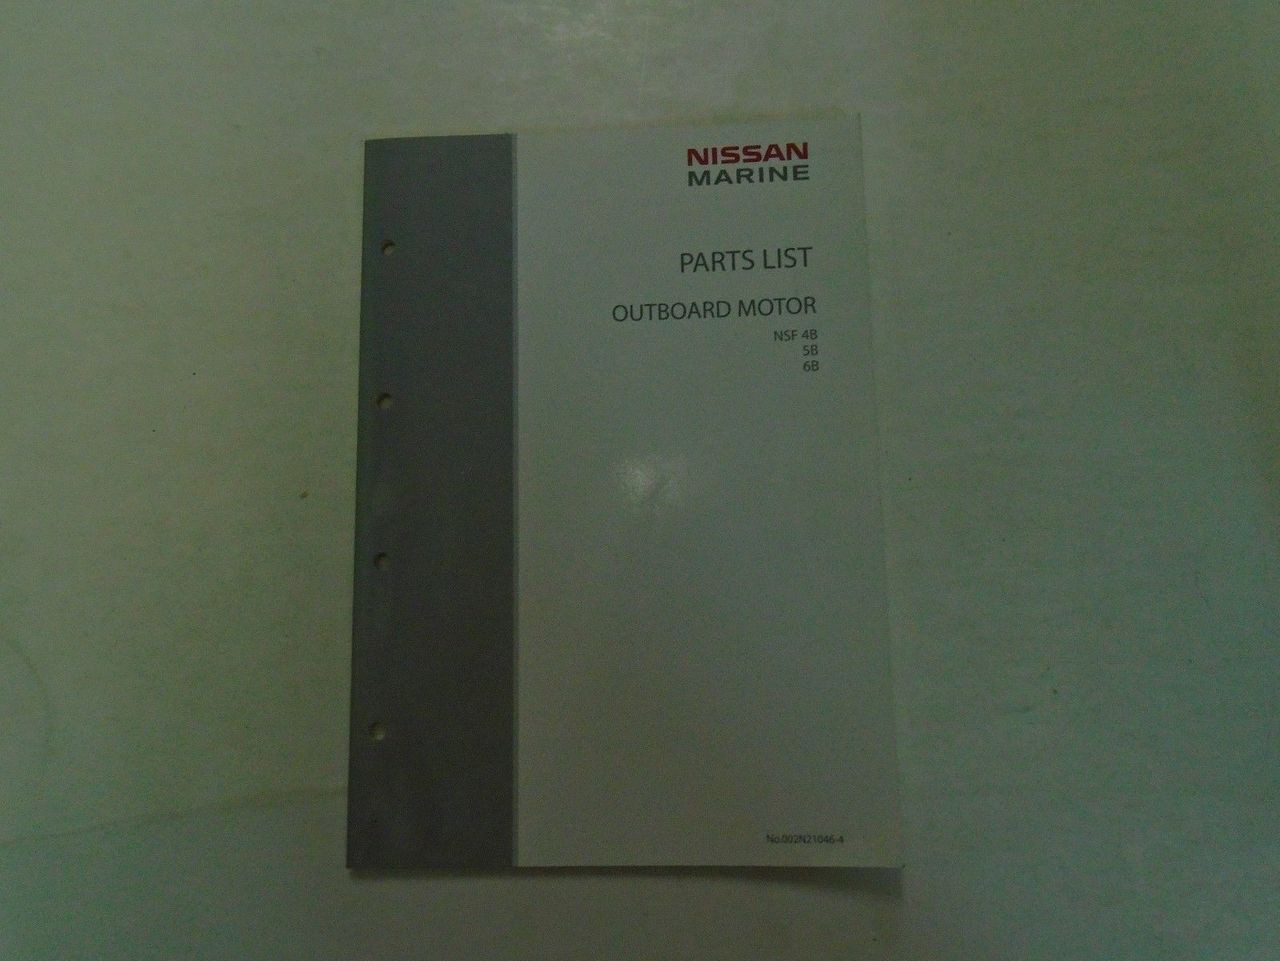 NISSAN
MARINE
PARTS LIST
OUTBOARD MOTOR
NSF 4B
5B
6B
No.002N21046-4